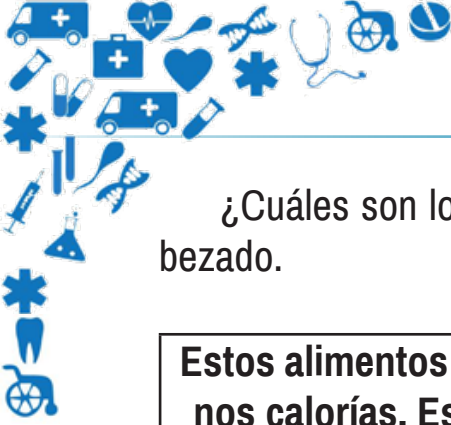 ¿Cuáles son lo
bezado.
Estos alimentos
nos calorías. Es